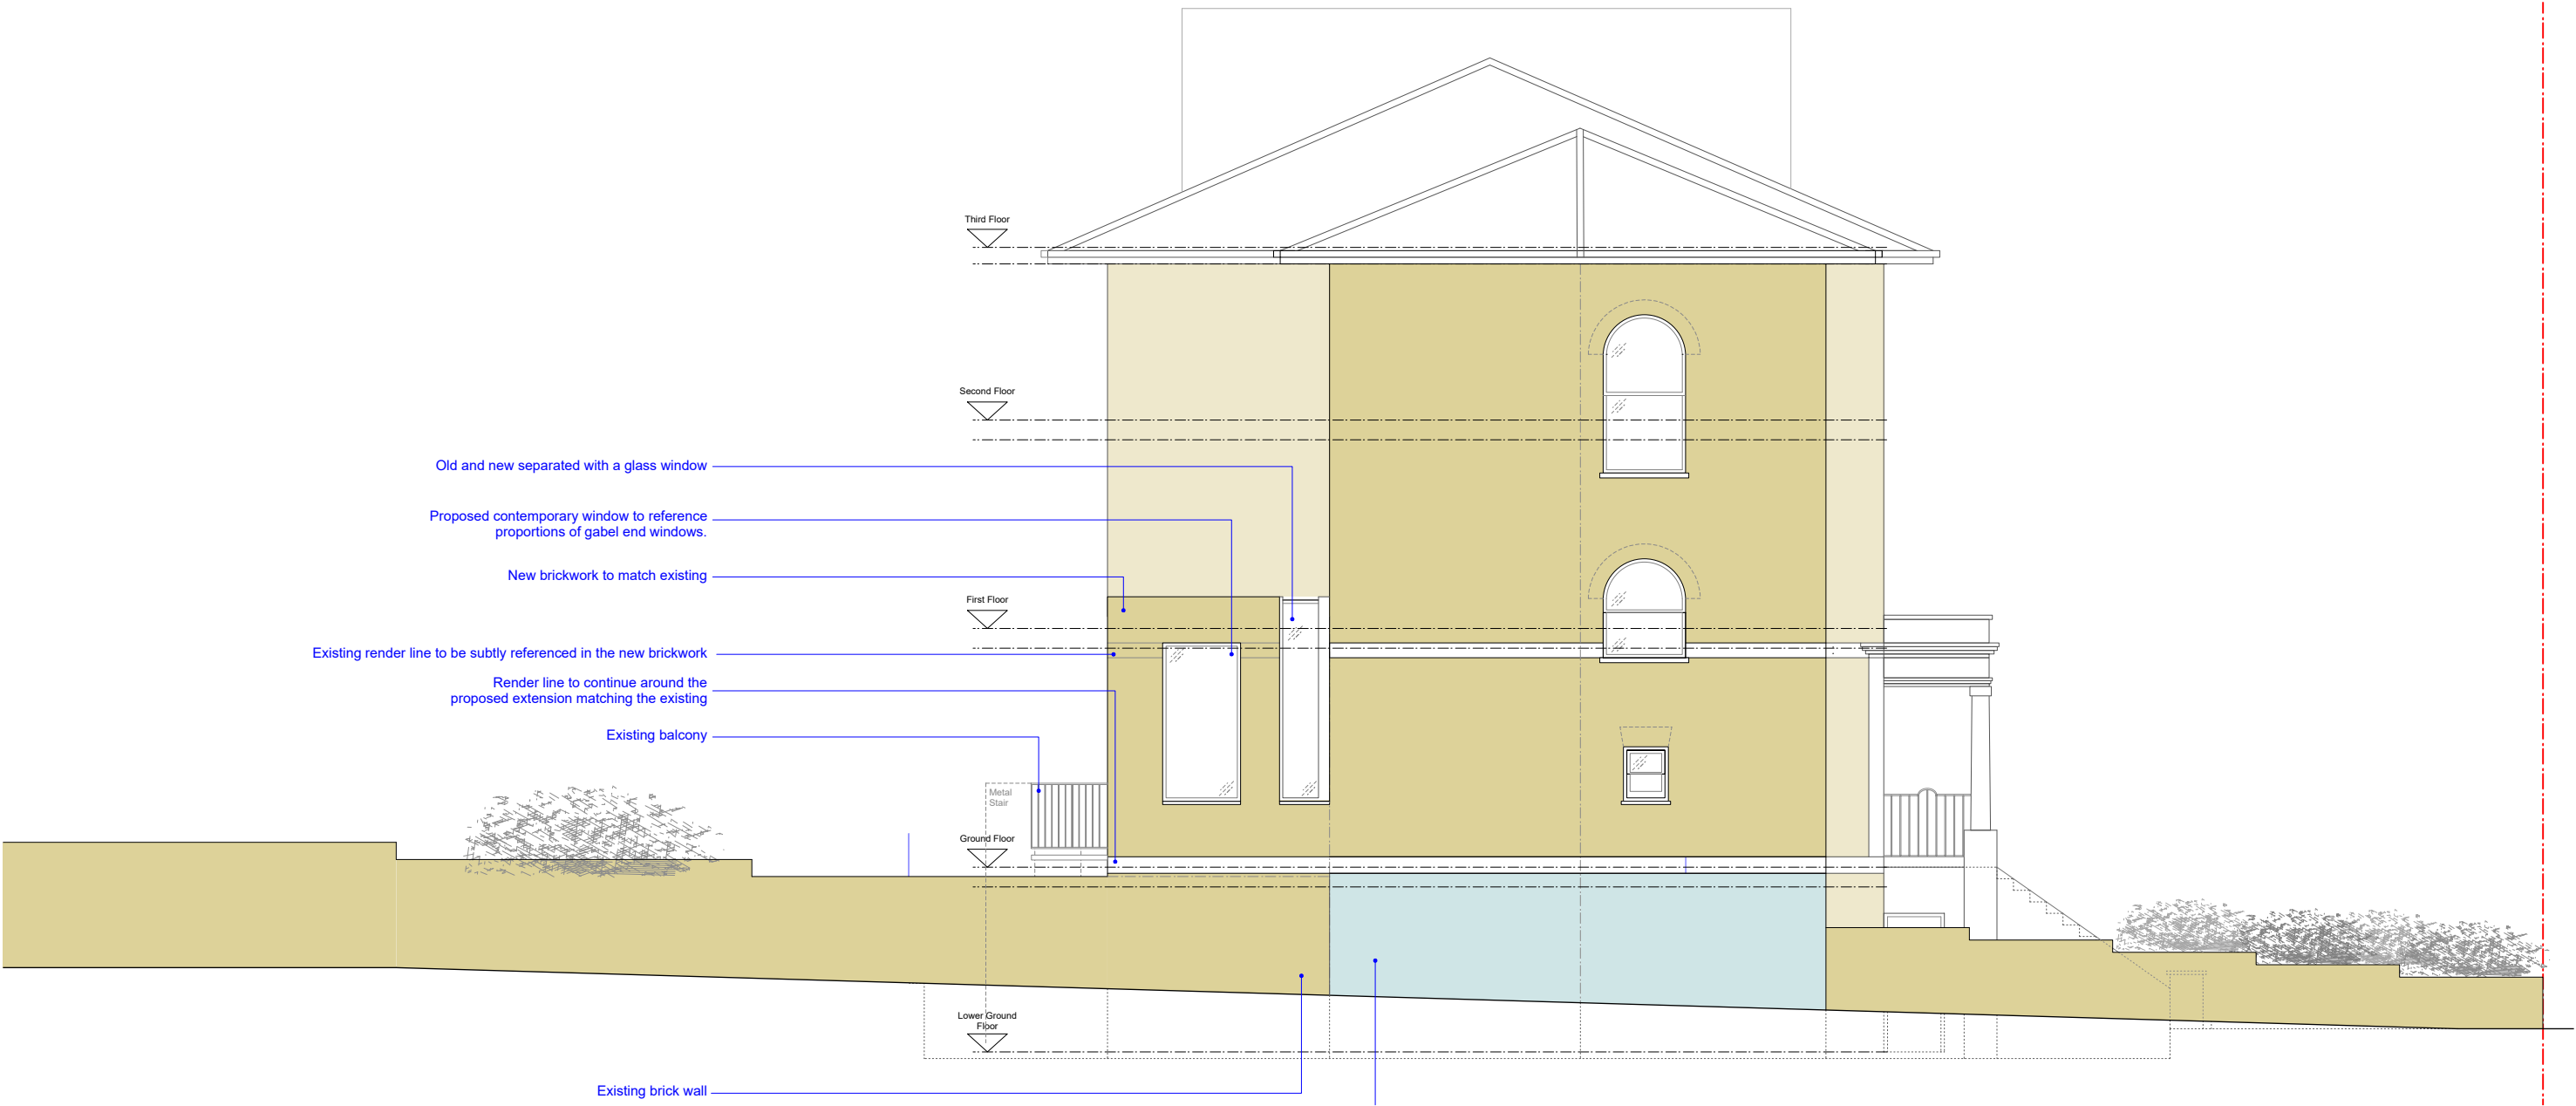 Third Floor
Second Floor
Old and new separated with a glass window
Proposed contemporary window to reference
proportions of gabel end windows.
New brickwork to match existing
First Floor
Existing render line to be subtly referenced in the new brickwork
Render line to continue around the
proposed extension matching the existing
Existing balcony
Metal
Stair
Ground Floor
Lower Ground
Floor
Existing brick wall